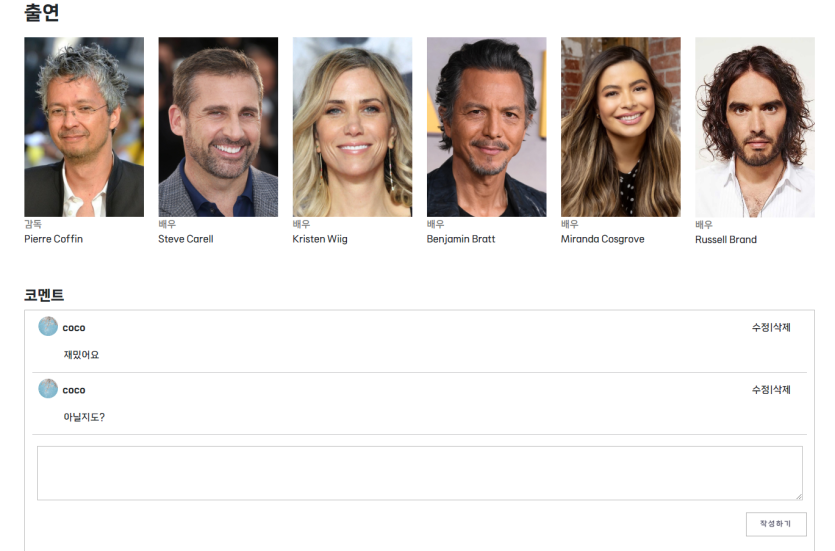 출연
감독 배우 배우 배우 배우 배우
Pierre Coffin Steve Carell Kristen Wiig Benjamin Bratt Miranda Cosgrove Russell Brand
코멘트
coco 수정|삭제
재밌어요
coco 수정|삭제
아닐지도?
작성하기